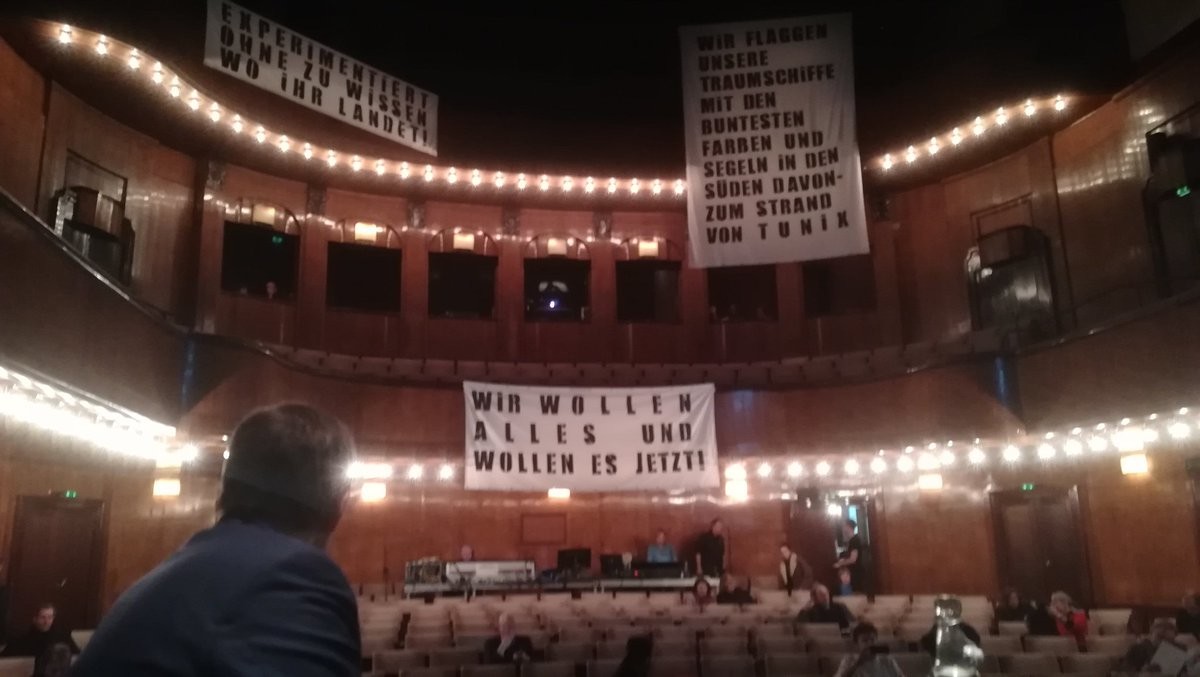 EXPERIMENTIERT
OHNE ZU WiSSEN
WO iHR LANDET!
WiR FLAGGEN
UNSERE
TRAUMSCHiFFE
MiT DEN
BUNTESTEN
FARBEN UND
SEGELN iN DEN
SÜDEN DAVON-
ZUM STRAND
VON TUNiX
WiR WOLLEN
ALLES UND
WOLLEN ES JETZT!